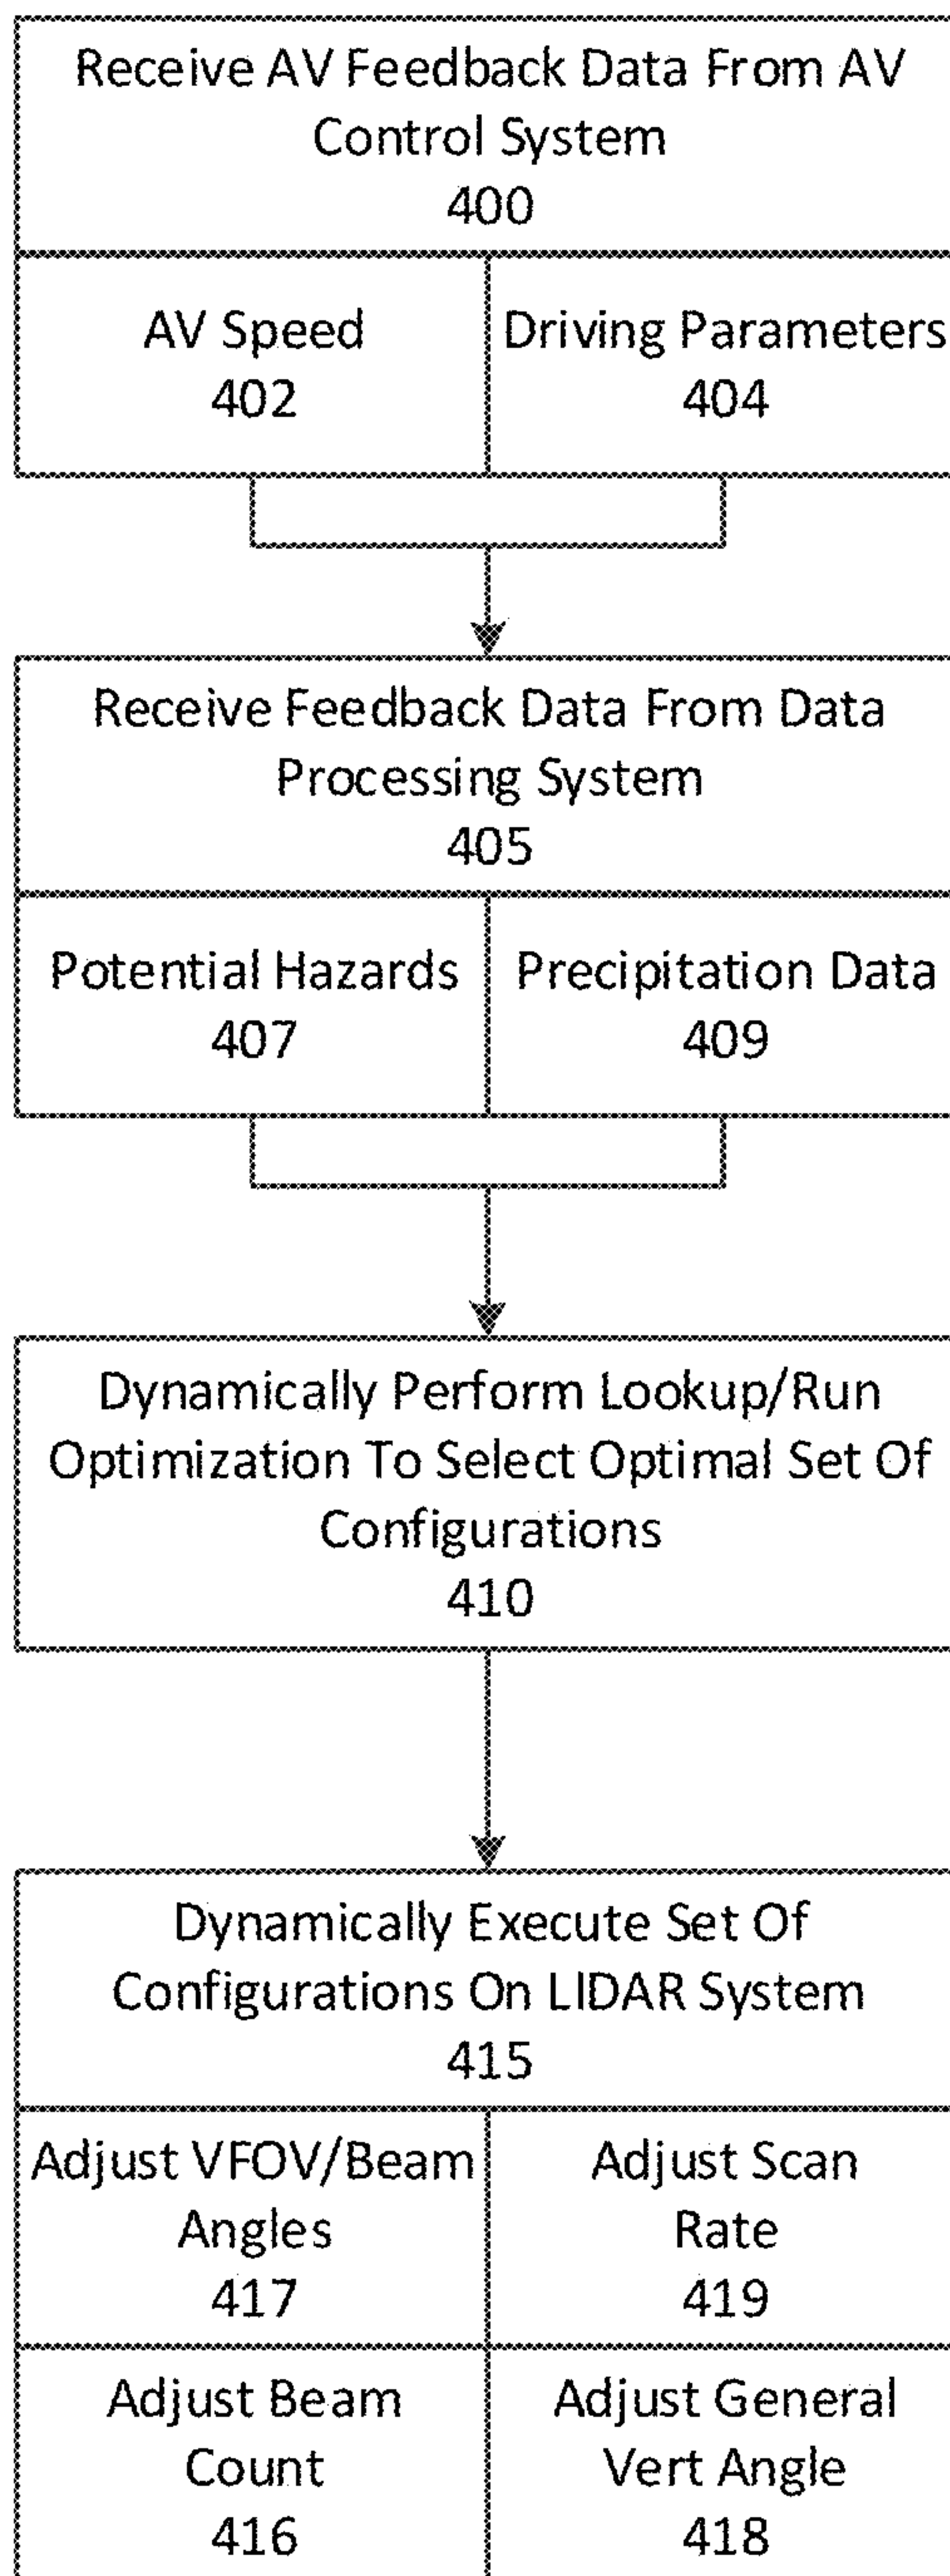 Receive AV Feedback Data From AV
Control System
400
AV Speed
402
Driving Parameters
404
Receive Feedback Data From Data
Processing System
405
Potential Hazards
407
Precipitation Data
409
Dynamically Perform Lookup/Run
Optimization To Select Optimal Set Of
Configurations
410
Dynamically Execute Set Of
Configurations On LIDAR System
415
Adjust VFOV/Beam
Angles
417
Adjust Scan
Rate
419
Adjust Beam
Count
416
Adjust General
Vert Angle
418